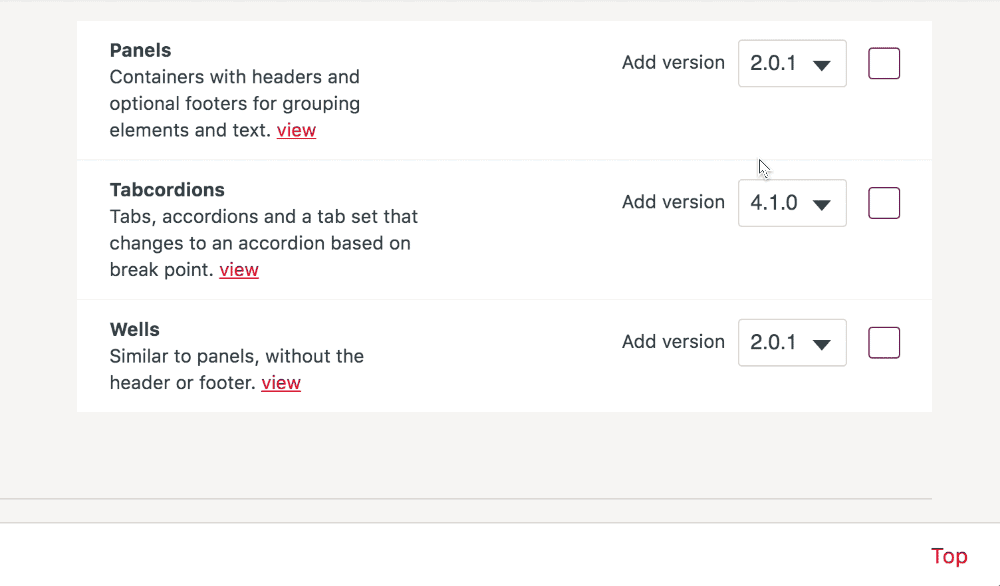 Panels
Add version 2.0.1
Containers with headers and
optional footers for grouping
elements and text. view
Tabcordions
Add version 4.1.0
Tabs, accordions and a tab set that
changes to an accordion based on
break point. view
Wells
Add version 2.0.1
Similar to panels, without the
header or footer. view
Top